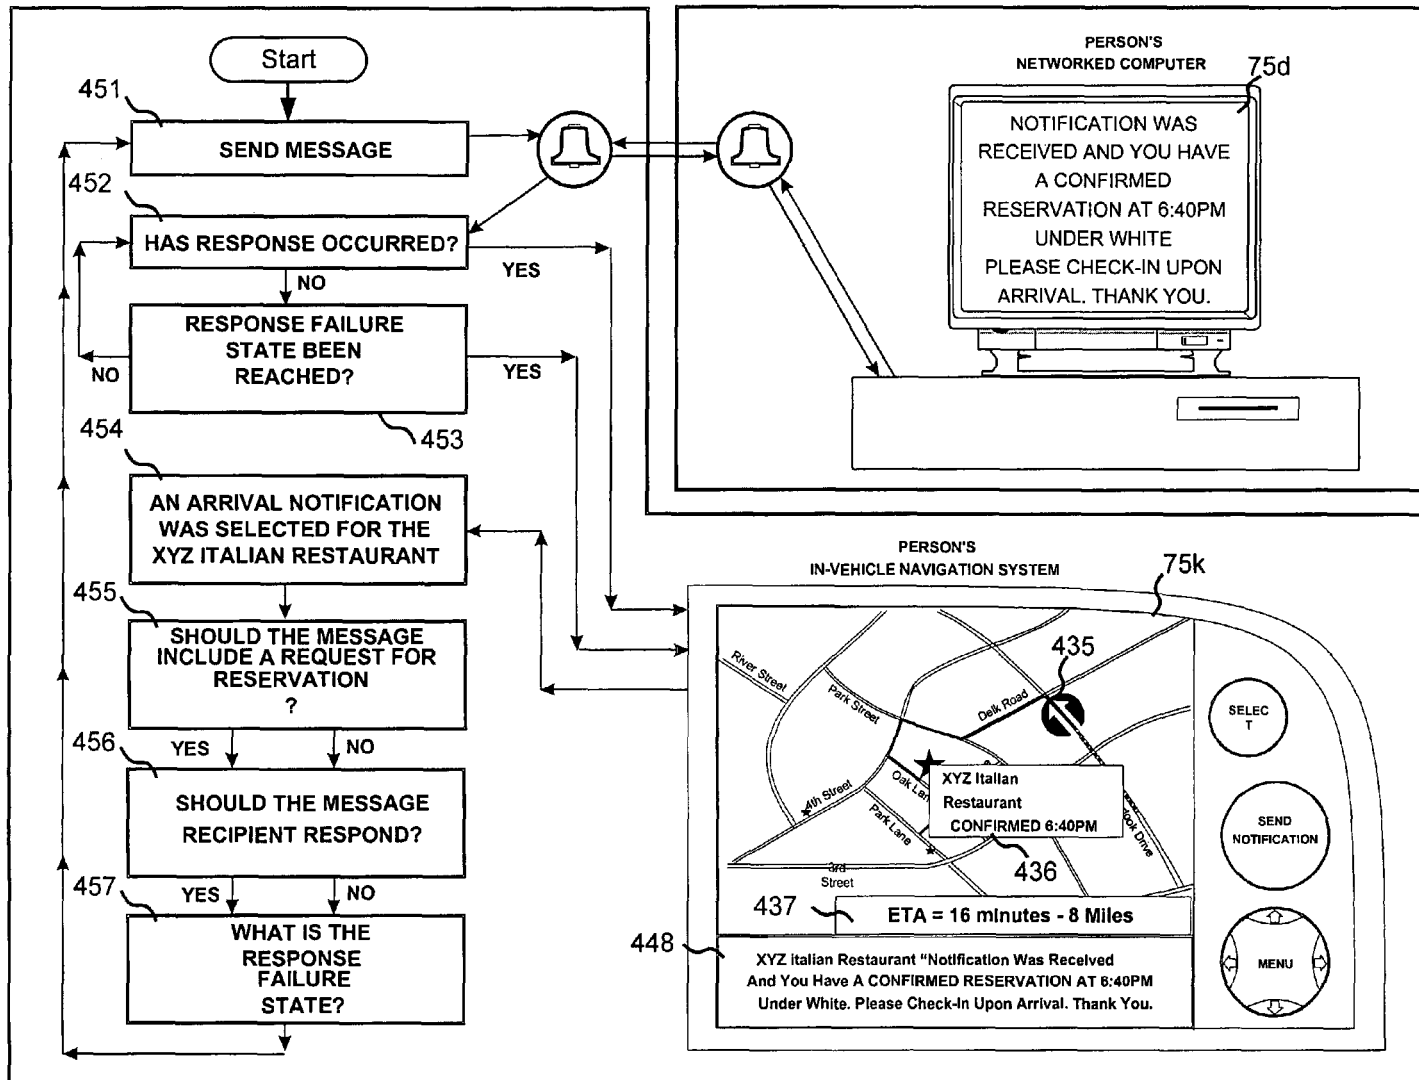 Start
451
SEND MESSAGE
452
HAS RESPONSE OCCURRED?
YES
NO
RESPONSE FAILURE
STATE BEEN
REACHED?
NO
YES
453
454
AN ARRIVAL NOTIFICATION
WAS SELECTED FOR THE
XYZ ITALIAN RESTAURANT
455
SHOULD THE MESSAGE
INCLUDE A REQUEST FOR
RESERVATION
?
YES
NO
456
SHOULD THE MESSAGE
RECIPIENT RESPOND?
YES
NO
457
WHAT IS THE
RESPONSE
FAILURE
STATE?
PERSON'S
NETWORKED COMPUTER
75d
NOTIFICATION WAS
RECEIVED AND YOU HAVE
A CONFIRMED
RESERVATION AT 6:40PM
UNDER WHITE
PLEASE CHECK-IN UPON
ARRIVAL. THANK YOU.
PERSON'S
IN-VEHICLE NAVIGATION SYSTEM
75k
435
River Street
Park Street
Delk Road
4th Street
Oak Lan
Park Lane
3rd
Street
Drive
XYZ Italian
Restaurant
CONFIRMED 6:40PM
436
437
ETA = 16 minutes - 8 Miles
448
XYZ Italian Restaurant "Notification Was Received
And You Have A CONFIRMED RESERVATION AT 6:40PM
Under White. Please Check-In Upon Arrival. Thank You.
SELEC
T
SEND
NOTIFICATION
MENU